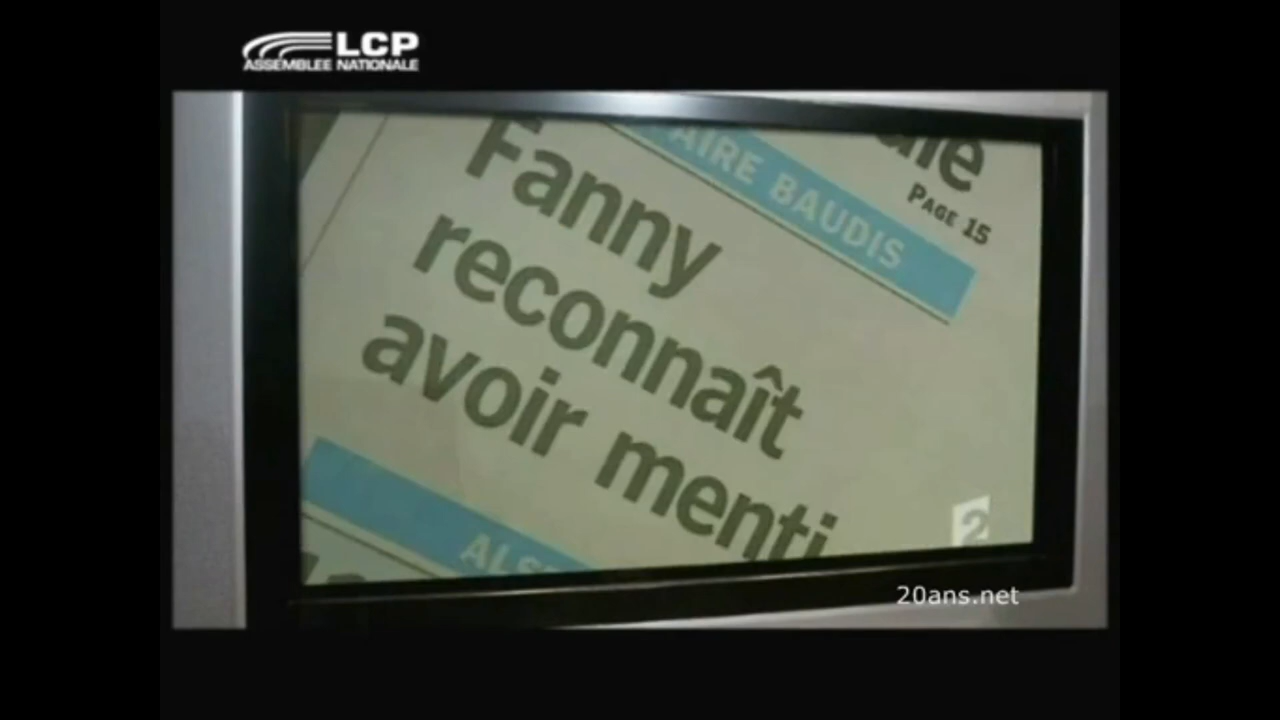 LCP
ASSEMBLEE NATIONALE
AIRE BAUDIS
PAGE 15
Fanny
reconnaît
avoir menti
2
20ans.net